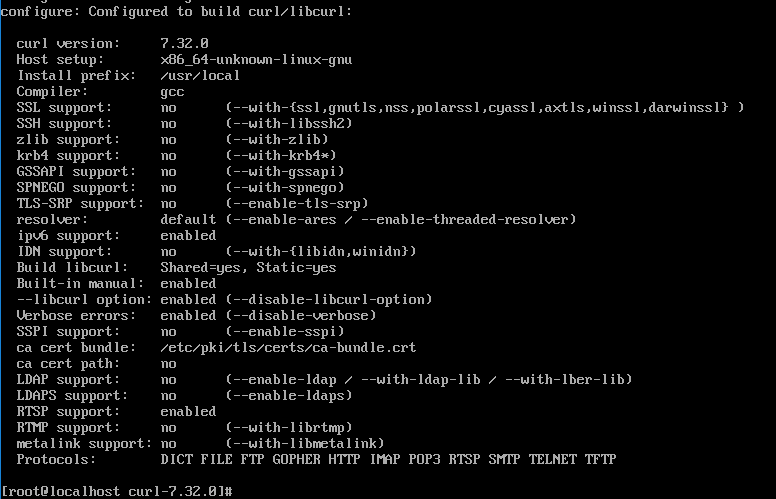 configure: Configured to build curl/libcurl:
curl version: 7.32.0
Host setup: x86_64-unknown-linux-gnu
Install prefix: /usr/local
Compiler: gcc
SSL support: no (--with-{ssl,gnutls,nss,polarssl,cyassl,axtls,winssl,darwinssl} )
SSH support: no (--with-libssh2)
zlib support: no (--with-zlib)
krb4 support: no (--with-krb4*)
GSSAPI support: no (--with-gssapi)
SPNEGO support: no (--with-spnego)
TLS-SRP support: no (--enable-tls-srp)
resolver: default (--enable-ares / --enable-threaded-resolver)
ipv6 support: enabled
IDN support: no (--with-{libidn,winidn})
Build libcurl: Shared=yes, Static=yes
Built-in manual: enabled
--libcurl option: enabled (--disable-libcurl-option)
Verbose errors: enabled (--disable-verbose)
SSPI support: no (--enable-sspi)
ca cert bundle: /etc/pki/tls/certs/ca-bundle.crt
ca cert path: no
LDAP support: no (--enable-ldap / --with-ldap-lib / --with-lber-lib)
LDAPS support: no (--enable-ldaps)
RTSP support: enabled
RTMP support: no (--with-librtmp)
metalink support: no (--with-libmetalink)
Protocols: DICT FILE FTP GOPHER HTTP IMAP POP3 RTSP SMTP TELNET TFTP
[root@localhost curl-7.32.0]#